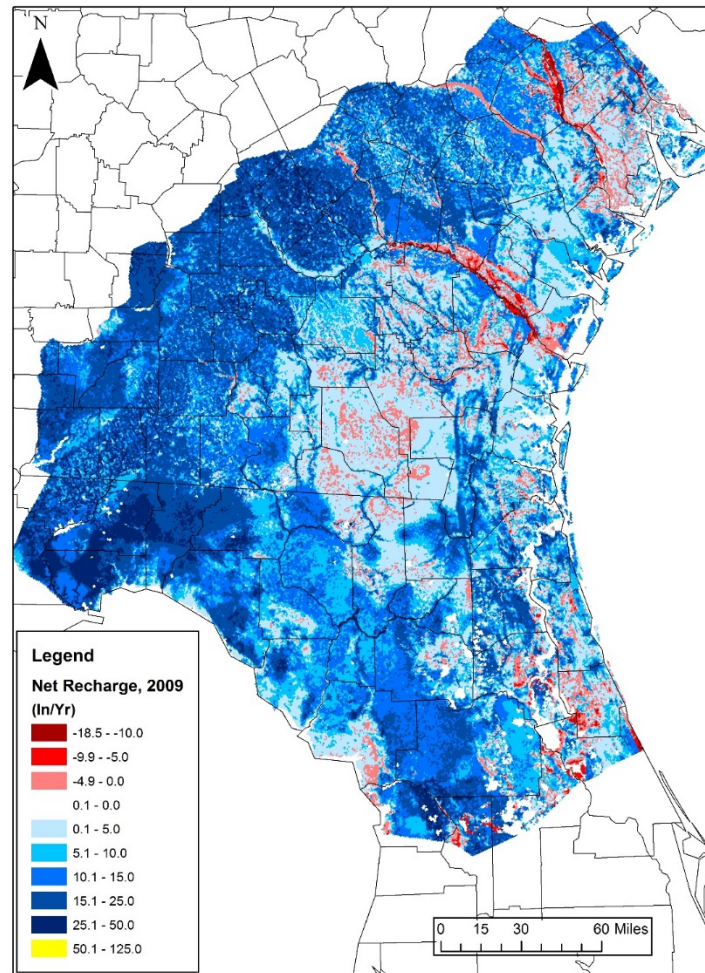 N
Legend
Net Recharge, 2009
(In/Yr)
-18.5 - -10.0
-9.9 - -5.0
-4.9 - 0.0
0.1 - 0.0
0.1 - 5.0
5.1 - 10.0
10.1 - 15.0
15.1 - 25.0
25.1 - 50.0
50.1 - 125.0
0 15 30 60 Miles